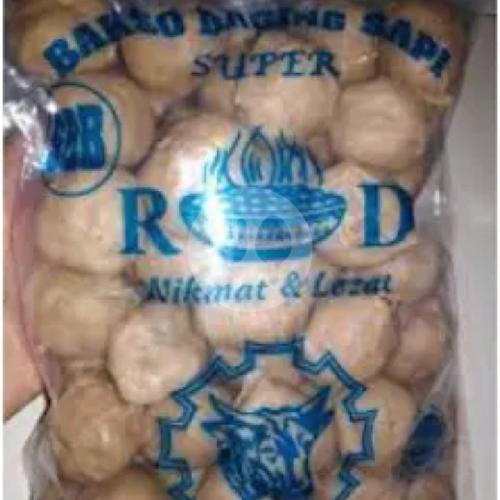 BAKSO DAGING SAPI
SUPER
R D
Nikmat & Lezat